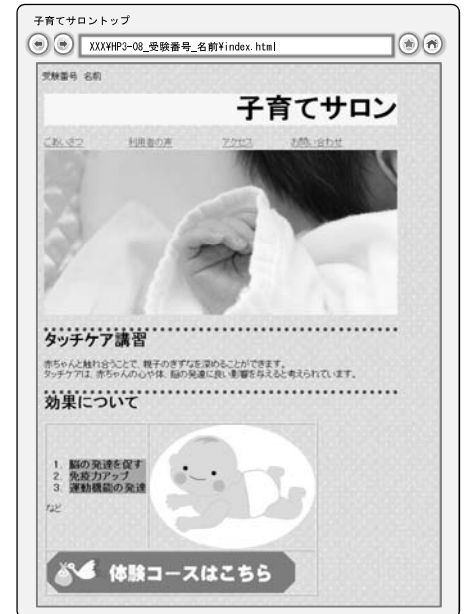 子育てサロントップ
XXX¥HP3-08_受験番号_名前¥index.html
受験番号 名前
子育てサロン
ごあいさつ 利用者の声 アクセス お問い合わせ
タッチケア講習
赤ちゃんと触れ合うことで、親子のきずなを深めることができます。
タッチケアは、赤ちゃんの心や体、脳の発達に良い影響を与えると考えられています。
効果について
1. 脳の発達を促す
2. 免疫力アップ
3. 運動機能の発達
など
体験コースはこちら